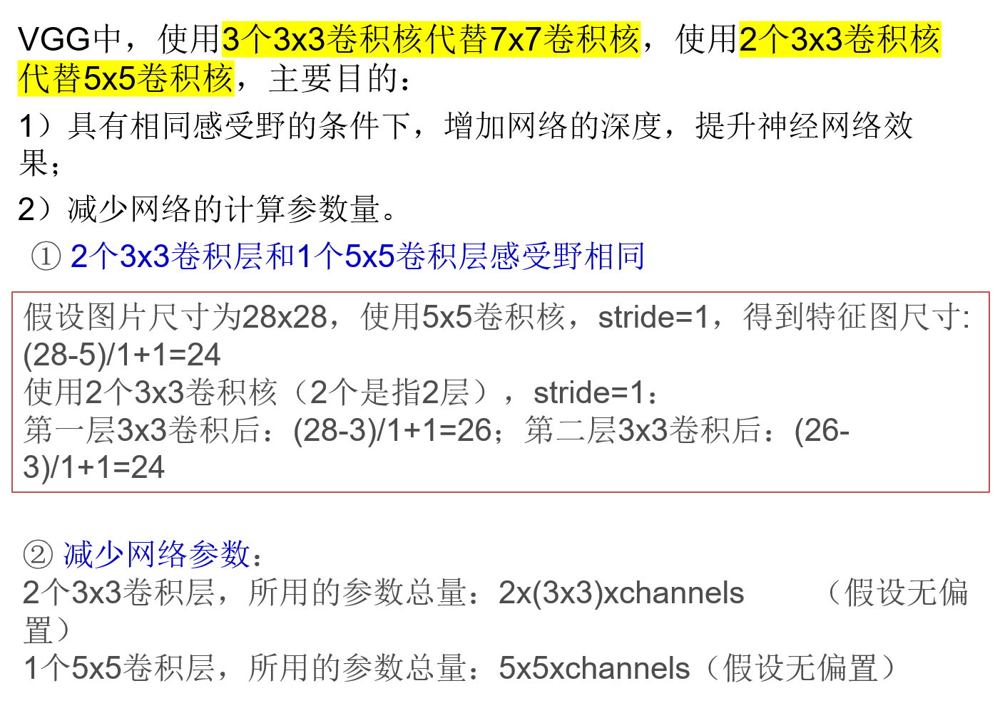 VGG中，使用3个3x3卷积核代替7x7卷积核，使用2个3x3卷积核
代替5x5卷积核，主要目的：
1）具有相同感受野的条件下，增加网络的深度，提升神经网络效
果；
2）减少网络的计算参数量。
① 2个3x3卷积层和1个5x5卷积层感受野相同
假设图片尺寸为28x28，使用5x5卷积核，stride=1，得到特征图尺寸:
(28-5)/1+1=24
使用2个3x3卷积核（2个是指2层），stride=1：
第一层3x3卷积后：(28-3)/1+1=26；第二层3x3卷积后：(26-
3)/1+1=24
② 减少网络参数：
2个3x3卷积层，所用的参数总量：2x(3x3)xchannels （假设无偏
置）
1个5x5卷积层，所用的参数总量：5x5xchannels（假设无偏置）